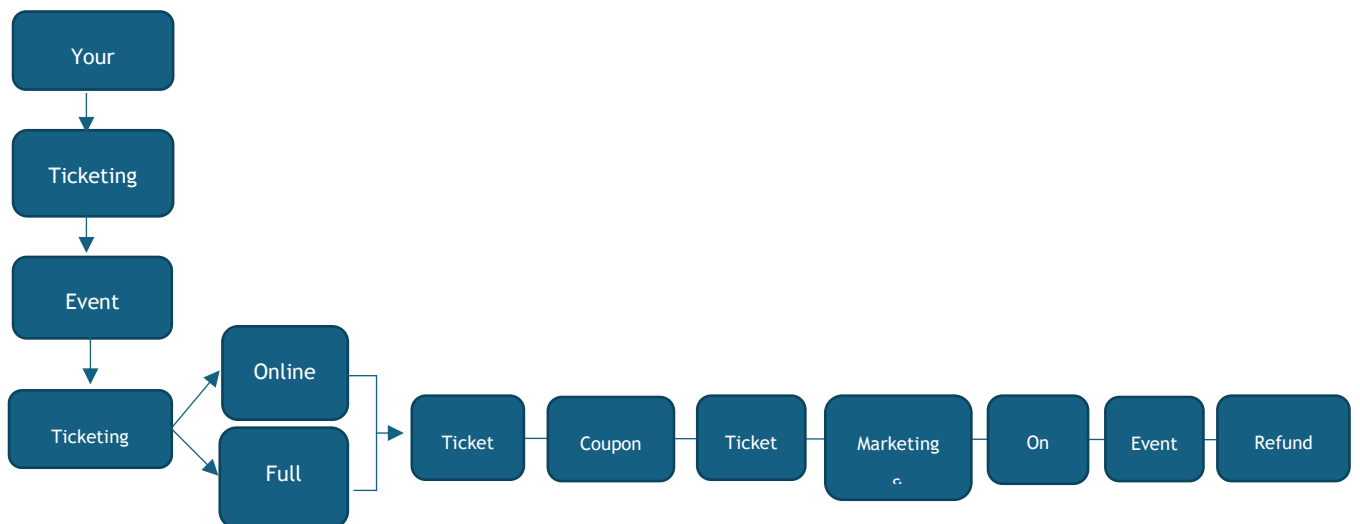 Your
Ticketing
Event
Ticketing
Online
Full
Ticket
Coupon
Ticket
Marketing
On
Event
Refund